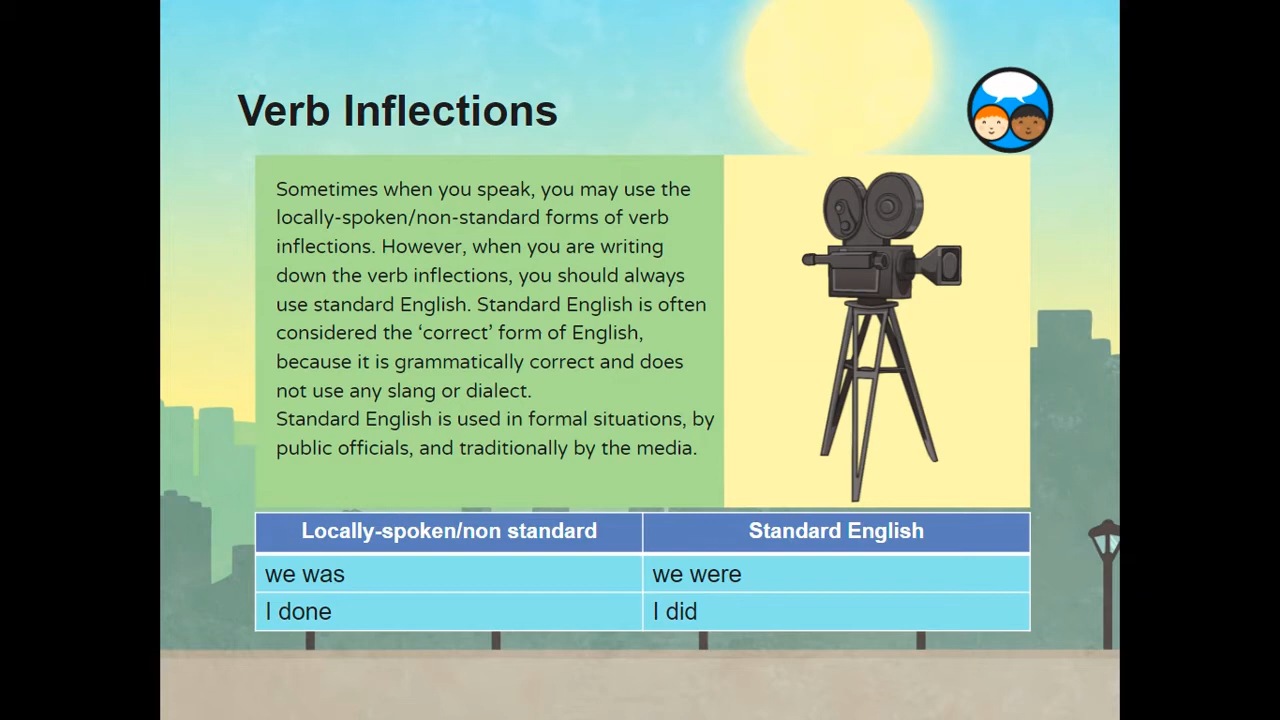 Verb Inflections
Sometimes when you speak, you may use the
locally-spoken/non-standard forms of verb
inflections. However, when you are writing
down the verb inflections, you should always
use standard English. Standard English is often
considered the ‘correct’ form of English,
because it is grammatically correct and does
not use any slang or dialect.
Standard English is used in formal situations, by
public officials, and traditionally by the media.
Locally-spoken/non standard Standard English
we was we were
I done I did